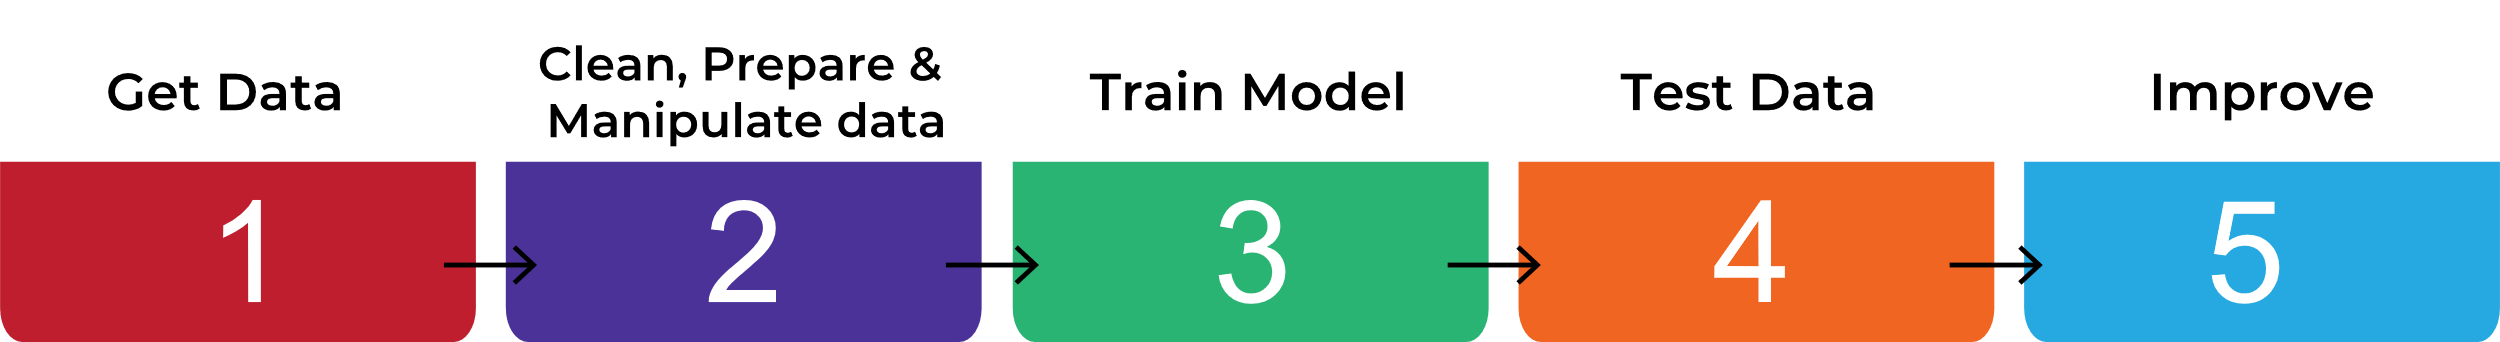 Get Data
Clean, Prepare &
Manipulate data
Train Model
Test Data
Improve
1
2
3
4
5